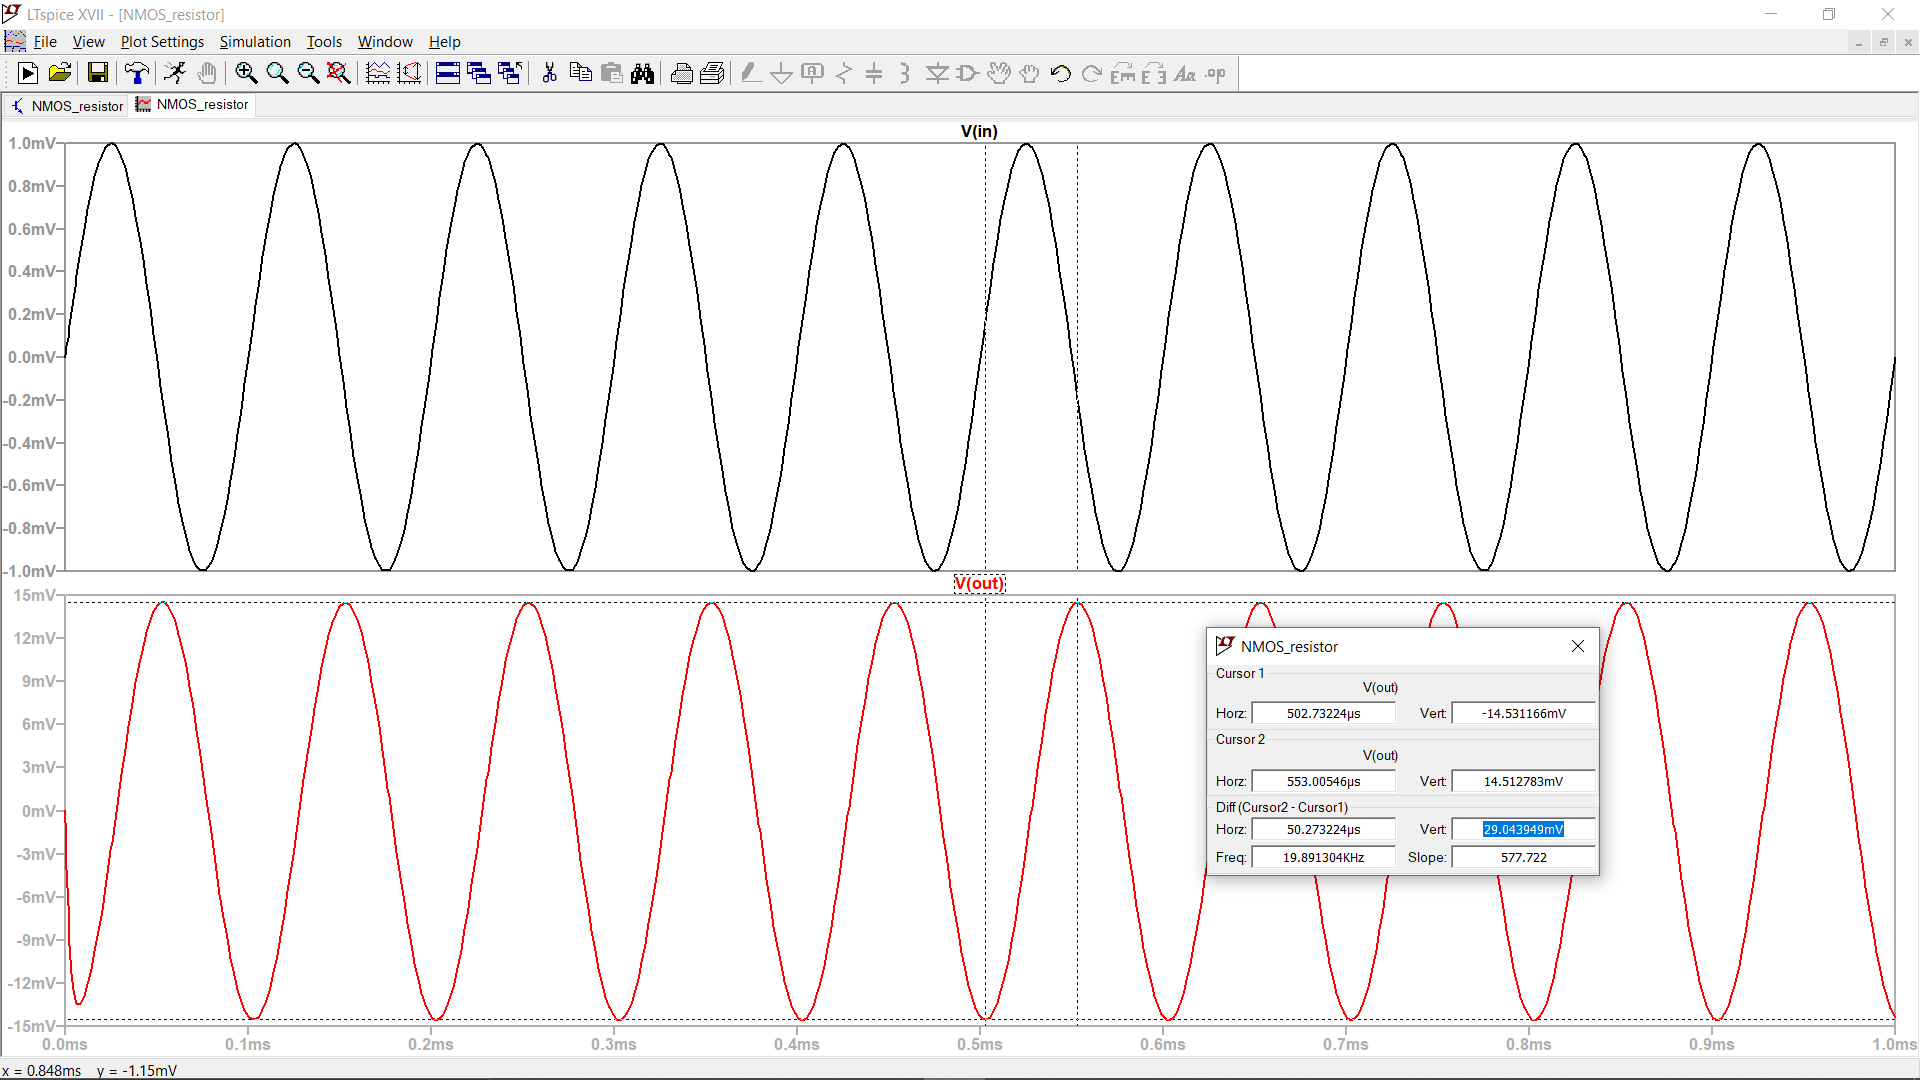 LTspice XVII - [NMOS_resistor]
File View Plot Settings Simulation Tools Window Help
NMOS_resistor NMOS_resistor
V(in)
1.0mV
0.8mV
0.6mV
0.4mV
0.2mV
0.0mV
-0.2mV
-0.4mV
-0.6mV
-0.8mV
-1.0mV
V(out)
15mV
12mV
9mV
6mV
3mV
0mV
-3mV
-6mV
-9mV
-12mV
-15mV
0.0ms 0.1ms 0.2ms 0.3ms 0.4ms 0.5ms 0.6ms 0.7ms 0.8ms 0.9ms 1.0ms
NMOS_resistor
Cursor 1
V(out)
Horz: 502.73224µs Vert: -14.531166mV
Cursor 2
V(out)
Horz: 553.00546µs Vert: 14.512783mV
Diff (Cursor2 - Cursor1)
Horz: 50.273224µs Vert: 29.043949mV
Freq: 19.891304KHz Slope: 577.722
x = 0.848ms y = -1.15mV